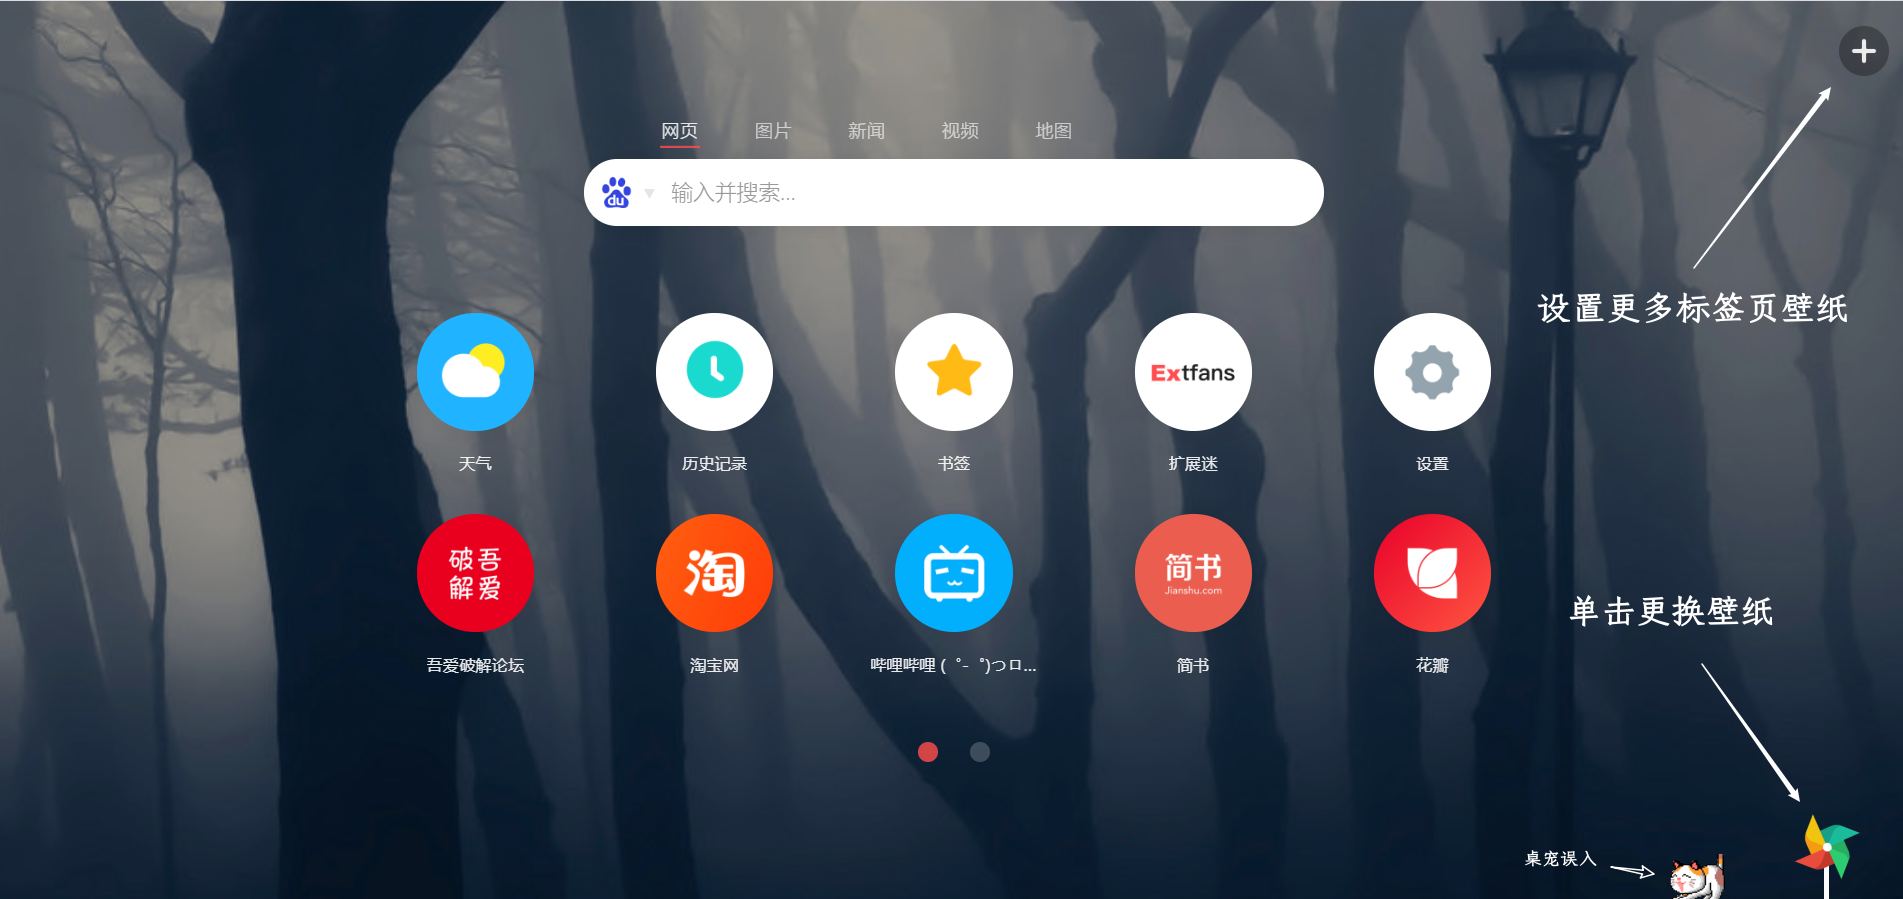 网页 图片 新闻 视频 地图
du 输入并搜索...
设置更多标签页壁纸
Extfans
天气 历史记录 书签 扩展迷 设置
吾爱
破解
淘
简书
Jianshu.com
吾爱破解论坛 淘宝网 哔哩哔哩 ( ゜- ゜)つロ... 简书 花瓣
单击更换壁纸
桌宠误入